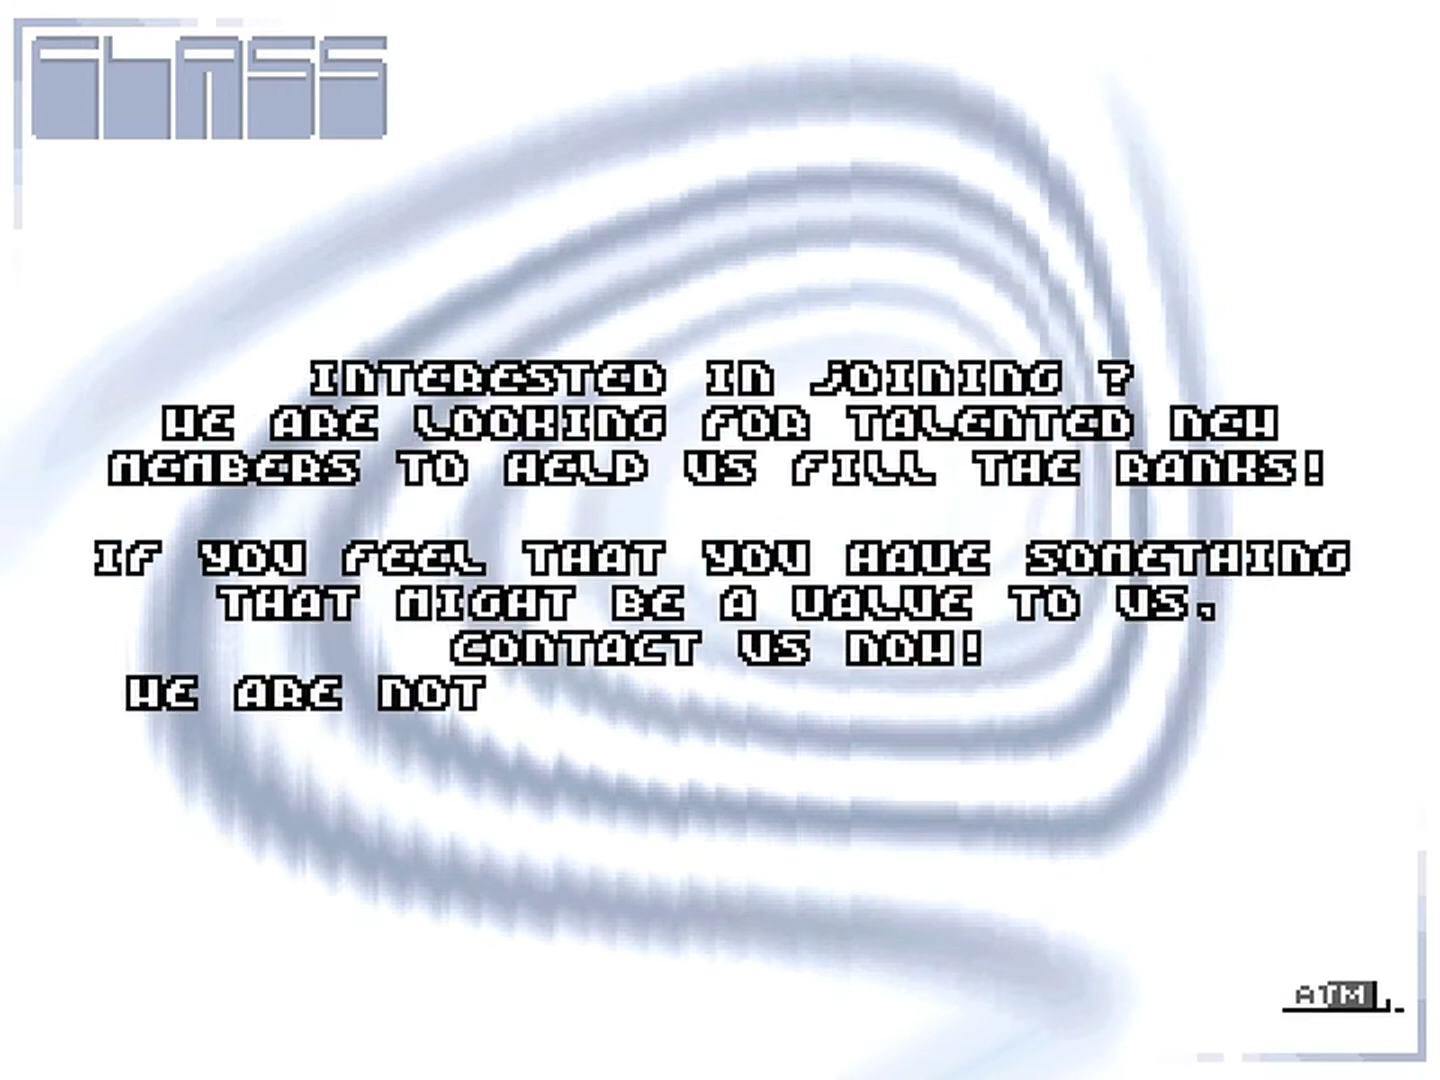 CLASS
INTERESTED IN JOINING ?
WE ARE LOOKING FOR TALENTED NEW
MEMBERS TO HELP US FILL THE RANKS!
IF YOU FEEL THAT YOU HAVE SOMETHING
THAT MIGHT BE A VALUE TO US,
CONTACT US NOW!
WE ARE NOT
ATM